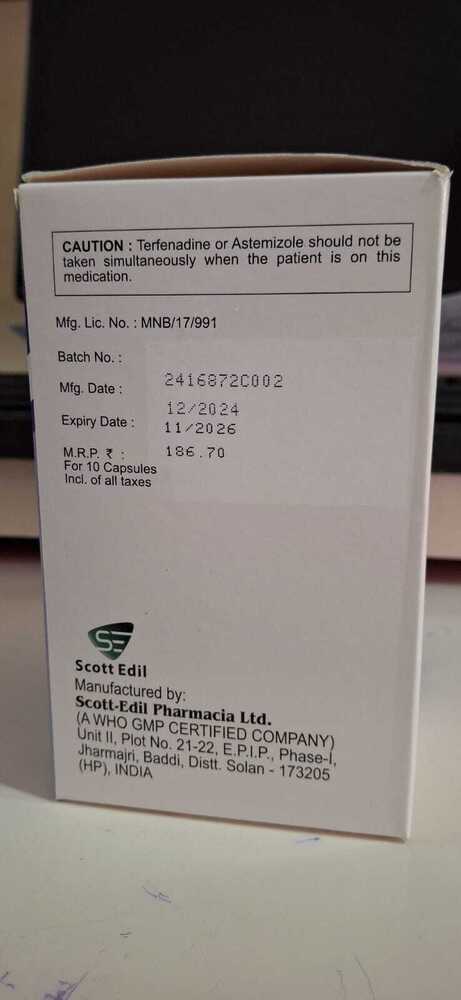 CAUTION : Terfenadine or Astemizole should not be
taken simultaneously when the patient is on this
medication.
Mfg. Lic. No. : MNB/17/991
Batch No. :
2416872C002
Mfg. Date :
12/2024
Expiry Date :
11/2026
M.R.P. ₹ :
186.70
For 10 Capsules
Incl. of all taxes
SE
Scott Edil
Manufactured by:
Scott-Edil Pharmacia Ltd.
(A WHO GMP CERTIFIED COMPANY)
Unit II, Plot No. 21-22, E.P.I.P., Phase-I,
Jharmajri, Baddi, Distt. Solan - 173205
(HP), INDIA